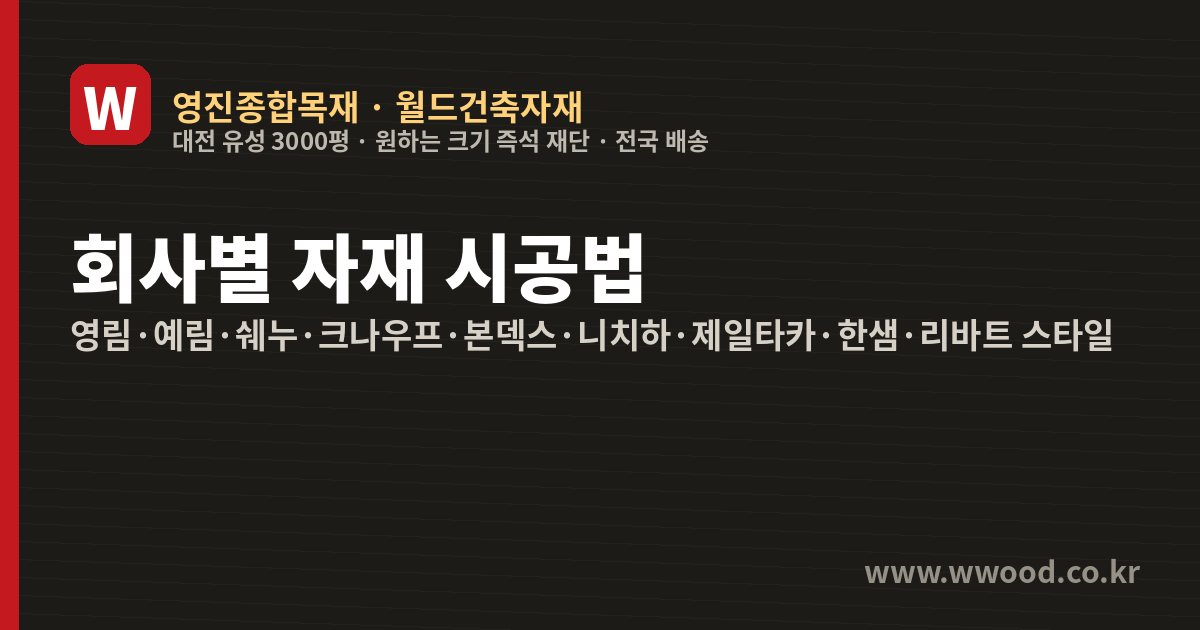 W
영진종합목재 · 월드건축자재
대전 유성 3000평 · 원하는 크기 즉석 재단 · 전국 배송
회사별 자재 시공법
영림·예림·쉐누·크나우프·본덱스·니치하·제일타카·한샘·리바트 스타일
www.wwood.co.kr